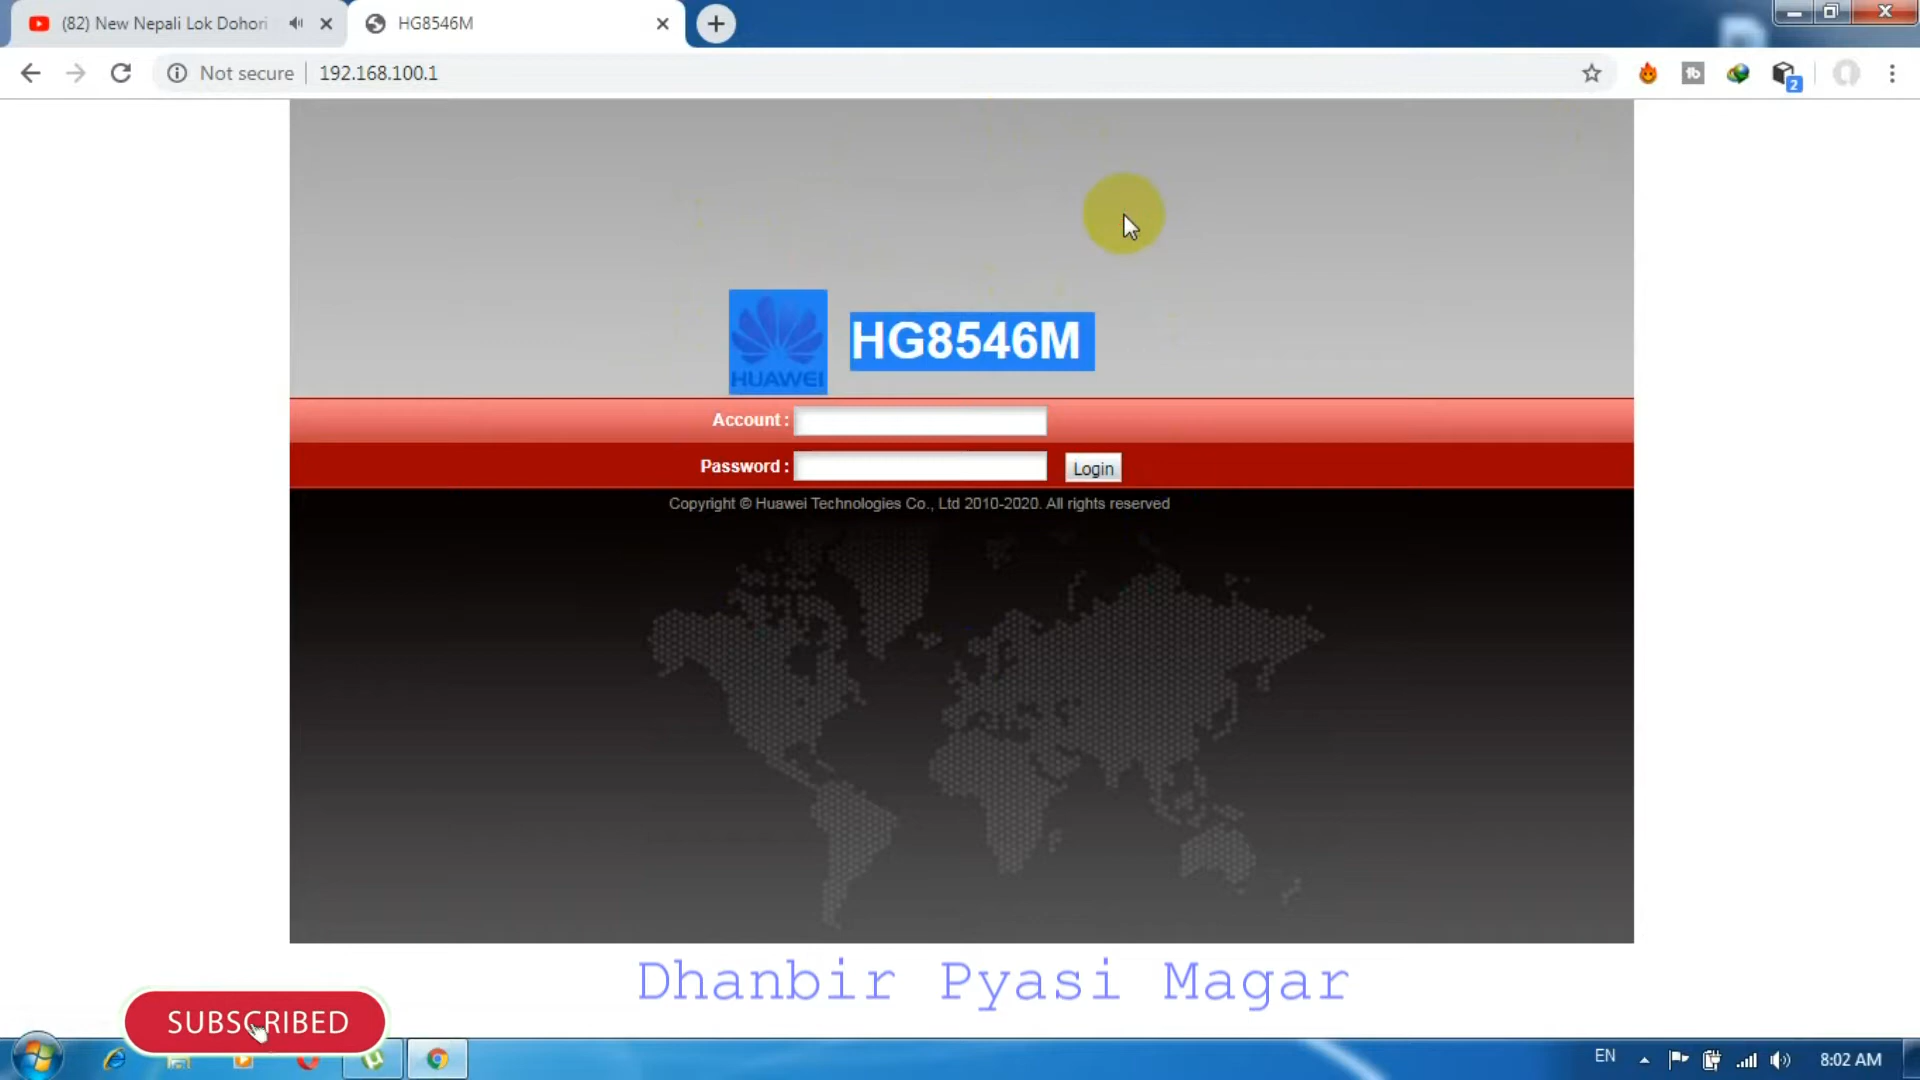 (82) New Nepali Lok Dohori
HG8546M
Not secure
192.168.100.1
2
HUAWEI
HG8546M
Account :
Password :
Login
Copyright © Huawei Technologies Co., Ltd 2010-2020. All rights reserved
Dhanbir Pyasi Magar
SUBSCRIBED
EN
8:02 AM